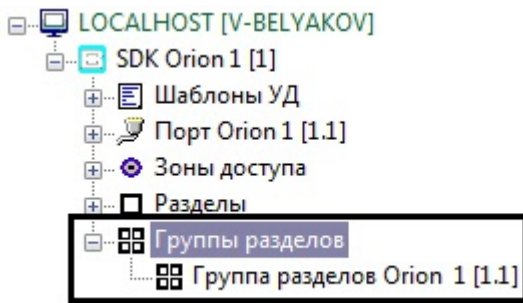 LOCALHOST [V-BELYAKOV]
SDK Orion 1 [1]
Шаблоны УД
Порт Orion 1 [1.1]
Зоны доступа
Разделы
Группы разделов
Группа разделов Orion 1 [1.1]